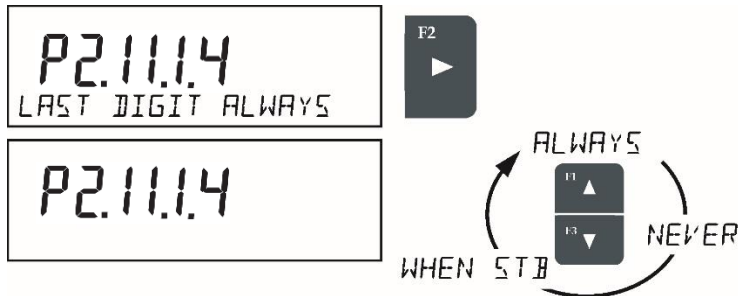 P2.11.1.4
LAST DIGIT ALWAYS
F2
P2.11.1.4
ALWAYS
F1
F3
NEVER
WHEN STB